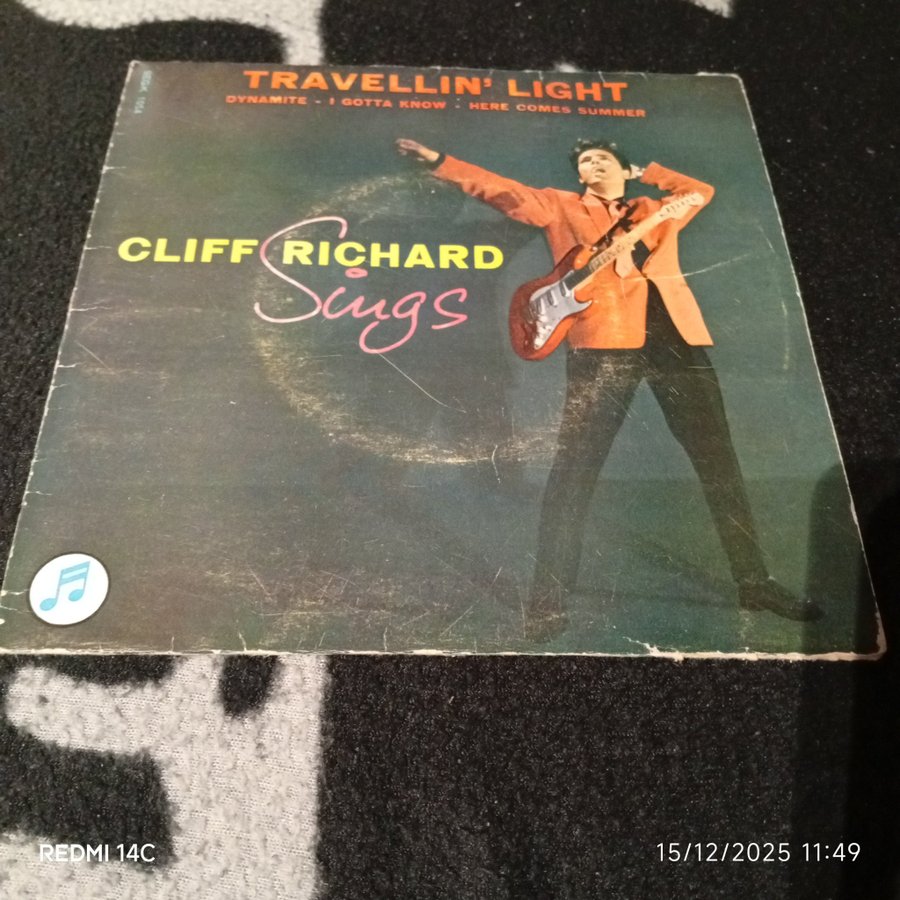 TRAVELLIN' LIGHT
DYNAMITE - I GOTTA KNOW - HERE COMES SUMMER
CLIFF RICHARD
Sings
REDMI 14C
15/12/2025 11:49